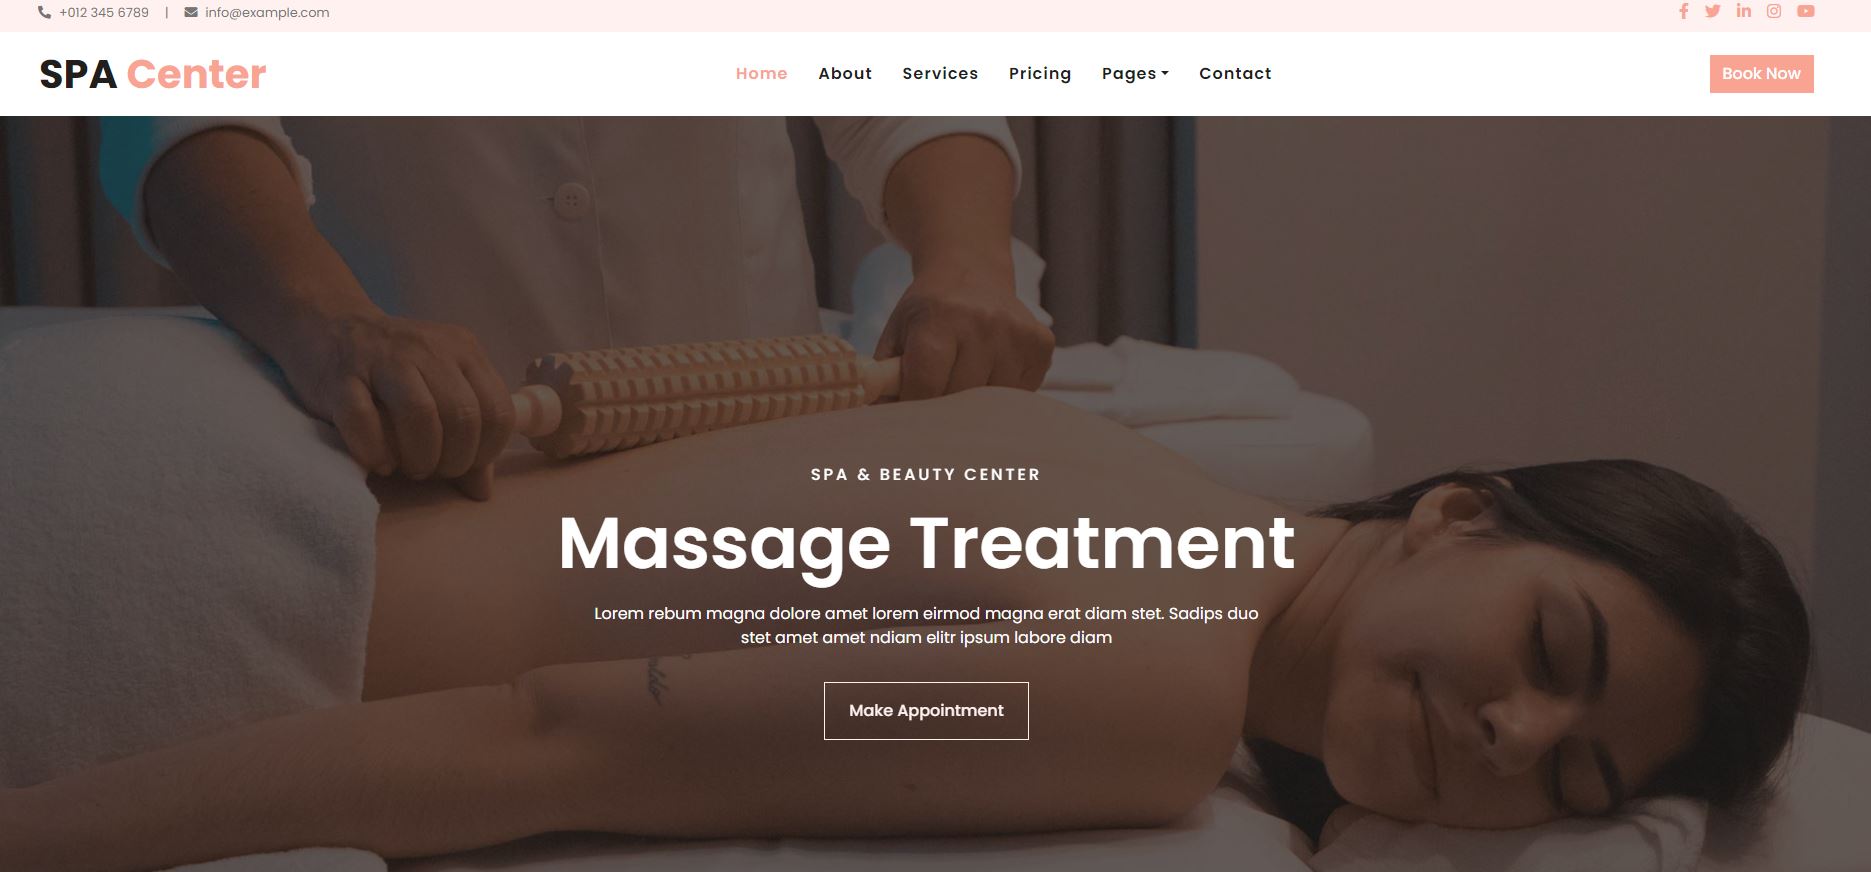 +012 345 6789 | info@example.com
SPA Center
Home About Services Pricing Pages Contact
Book Now
SPA & BEAUTY CENTER
Massage Treatment
Lorem rebum magna dolore amet lorem eirmod magna erat diam stet. Sadips duo
stet amet amet ndiam elitr ipsum labore diam
Make Appointment